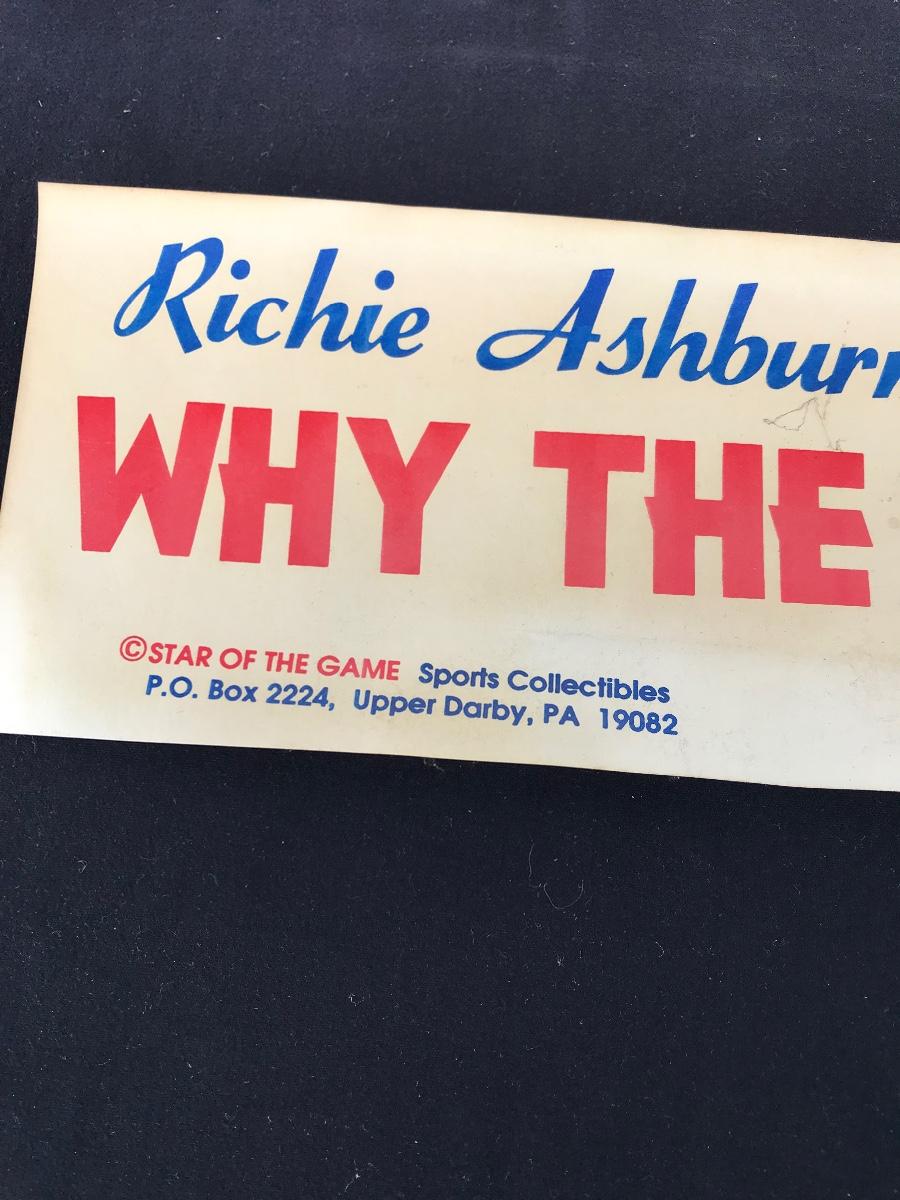 Richie Ashburn
WHY THE
©STAR OF THE GAME Sports Collectibles
P.O. Box 2224, Upper Darby, PA 19082